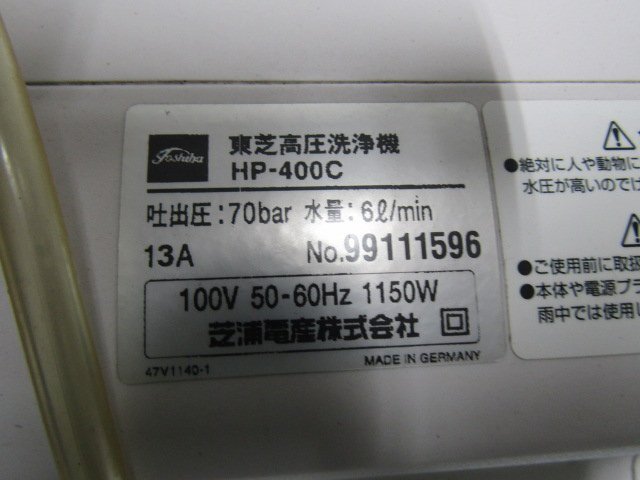 Toshiba
東芝高圧洗浄機
HP-400C
吐出圧:70bar 水量:6ℓ/min
13A No.99111596
100V 50-60Hz 1150W
芝浦電産株式会社
47V1140-1
MADE IN GERMANY
●絶対に人や動物に
水圧が高いのでは
●ご使用前に取扱
●本体や電源プラ
雨中では使用し